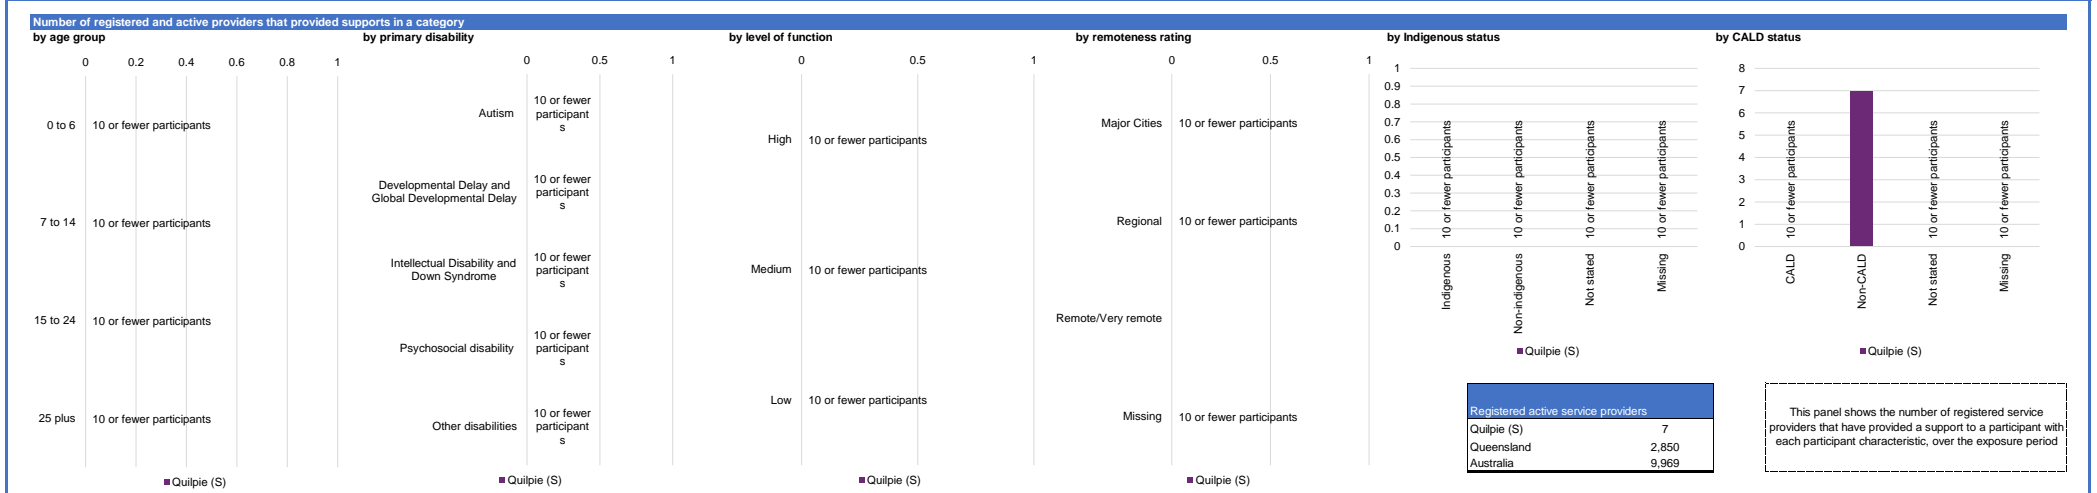 Number of registered and active providers that provided supports in a category
by age group
0 0.2 0.4 0.6 0.8 1
0 to 6 10 or fewer participants
7 to 14 10 or fewer participants
15 to 24 10 or fewer participants
25 plus 10 or fewer participants
Quilpie (S)
by primary disability
0 0.5 1
Autism
10 or fewer
participant
s
Developmental Delay and
Global Developmental Delay
10 or fewer
participant
s
Intellectual Disability and
Down Syndrome
10 or fewer
participant
s
Psychosocial disability
10 or fewer
participant
s
Other disabilities
10 or fewer
participant
s
Quilpie (S)
by level of function
0 0.5 1
High 10 or fewer participants
Medium 10 or fewer participants
Low 10 or fewer participants
Quilpie (S)
by remoteness rating
0 0.5 1
Major Cities 10 or fewer participants
Regional 10 or fewer participants
Remote/Very remote
Missing 10 or fewer participants
Quilpie (S)
by Indigenous status
1
0.9
0.8
0.7
0.6
0.5
0.4
0.3
0.2
0.1
0
10 or fewer participants
10 or fewer participants
10 or fewer participants
10 or fewer participants
Indigenous
Non-indigenous
Not stated
Missing
Quilpie (S)
by CALD status
8
7
6
5
4
3
2
1
0
10 or fewer participants
10 or fewer participants
10 or fewer participants
CALD
Non-CALD
Not stated
Missing
Quilpie (S)
Registered active service providers
Quilpie (S) 7
Queensland 2,850
Australia 9,969
This panel shows the number of registered service
providers that have provided a support to a participant with
each participant characteristic, over the exposure period